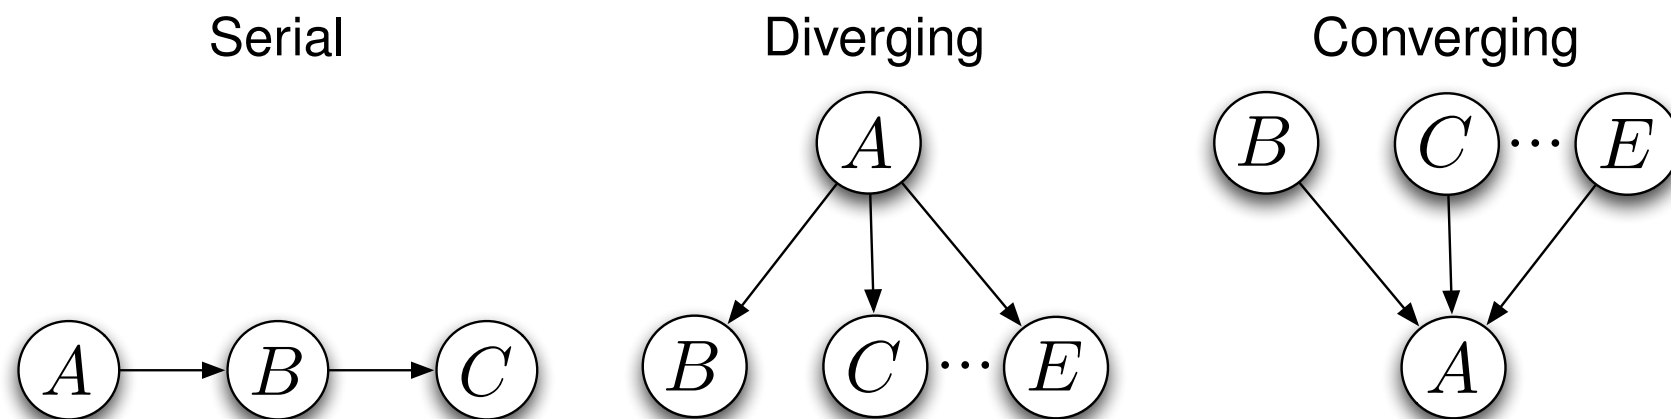 Serial Diverging Converging
A B C ... E
A B C A B C ... E A